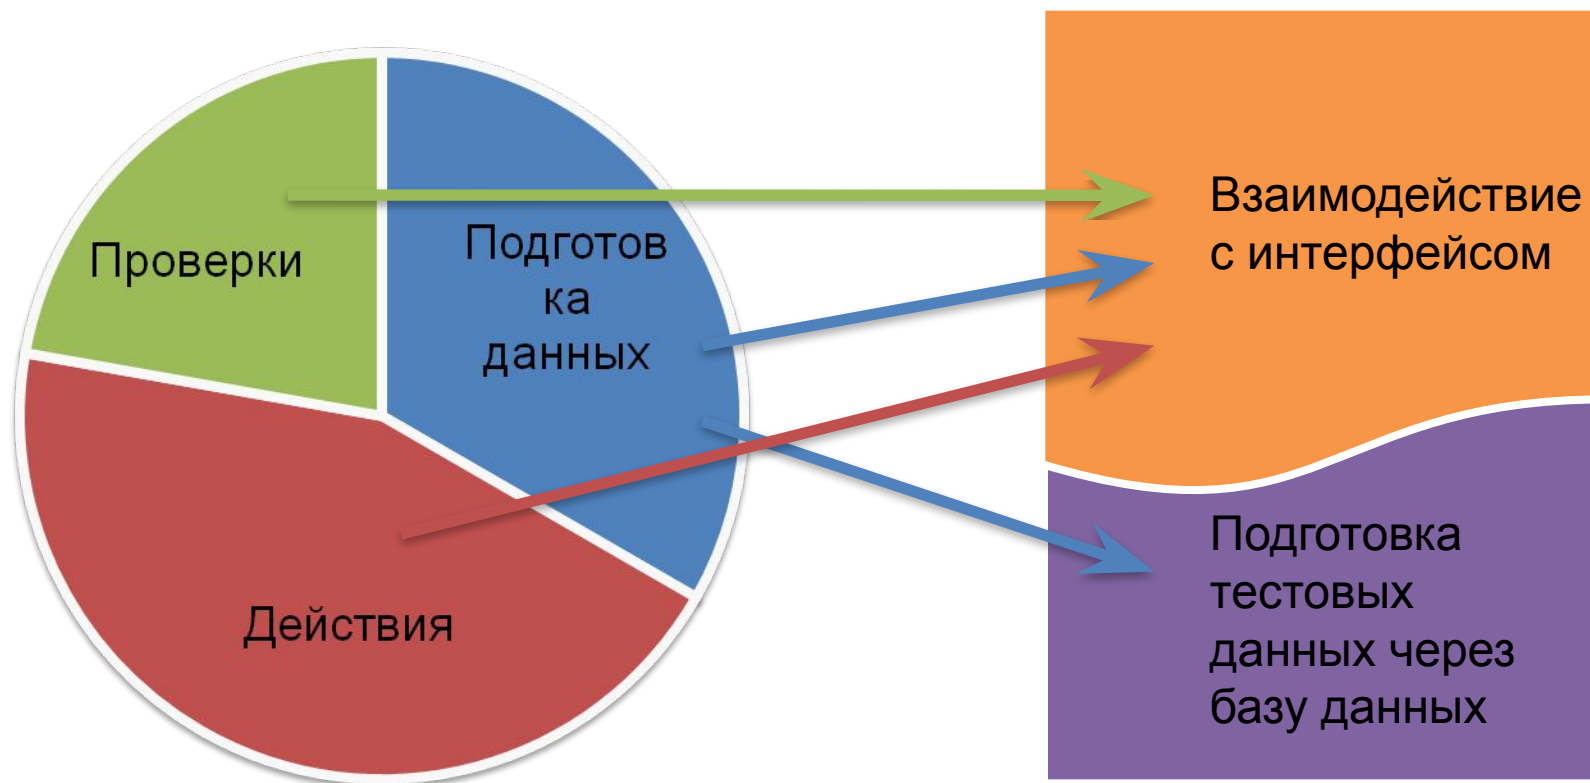 Проверки
Подготов
ка
данных
Действия
Взаимодействие
с интерфейсом
Подготовка
тестовых
данных через
базу данных